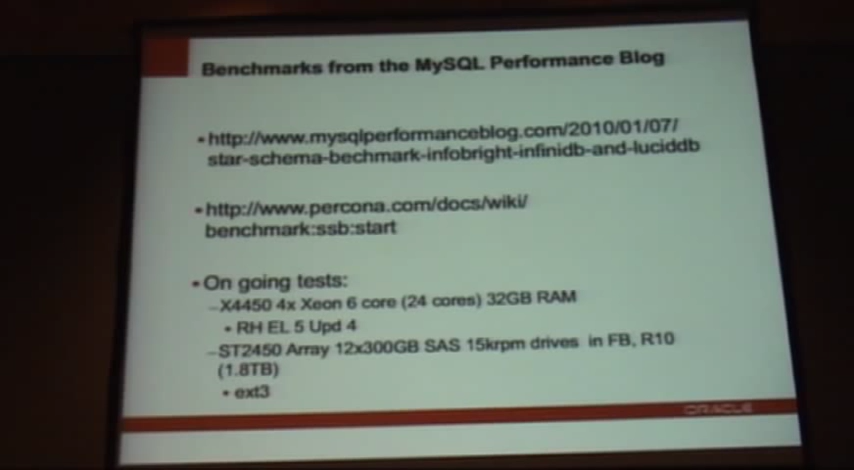 Benchmarks from the MySQL Performance Blog
•http://www.mysqlperformanceblog.com/2010/01/07/
star-schema-bechmark-infobright-infinidb-and-luciddb
•http://www.percona.com/docs/wiki/
benchmark:ssb:start
•On going tests:
–X4450 4x Xeon 6 core (24 cores) 32GB RAM
•RH EL 5 Upd 4
–ST2450 Array 12x300GB SAS 15krpm drives in FB, R10
(1.8TB)
•ext3
ORACLE